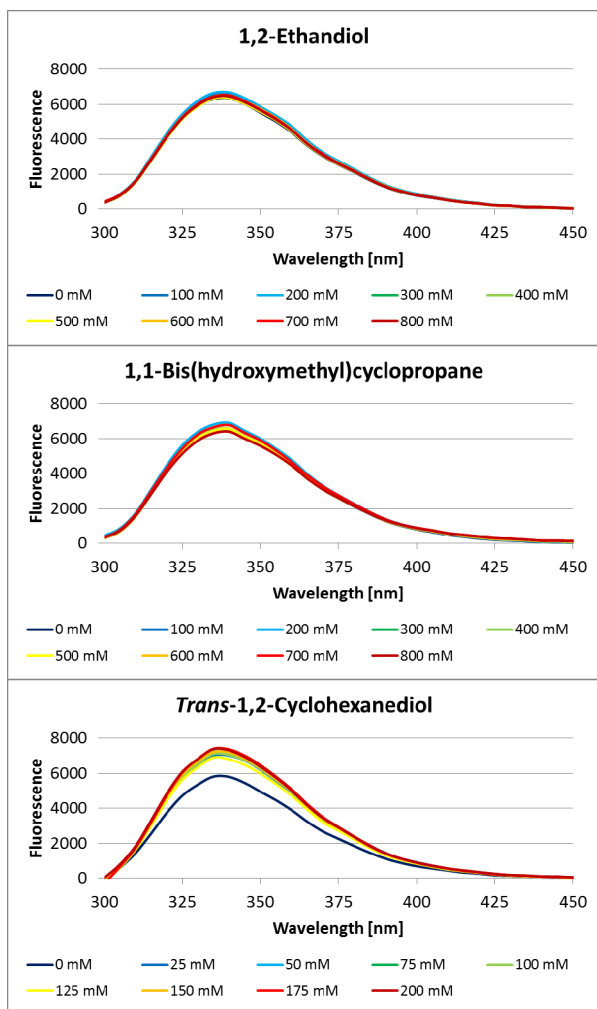 1,2-Ethandiol
8000
6000
4000
2000
0
Fluorescence
300 325 350 375 400 425 450
Wavelength [nm]
0 mM 100 mM 200 mM 300 mM 400 mM
500 mM 600 mM 700 mM 800 mM
1,1-Bis(hydroxymethyl)cyclopropane
8000
6000
4000
2000
0
Fluorescence
300 325 350 375 400 425 450
Wavelength [nm]
0 mM 100 mM 200 mM 300 mM 400 mM
500 mM 600 mM 700 mM 800 mM
Trans-1,2-Cyclohexanediol
8000
6000
4000
2000
0
Fluorescence
300 325 350 375 400 425 450
Wavelength [nm]
0 mM 25 mM 50 mM 75 mM 100 mM
125 mM 150 mM 175 mM 200 mM